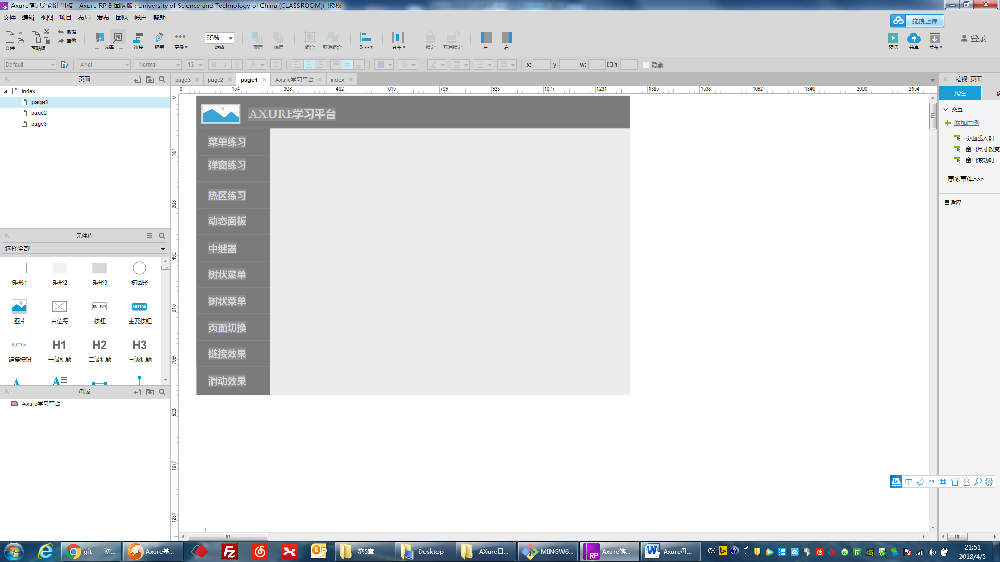 Axure笔记之创建母板 - Axure RP 8 团队版 : University of Science and Technology of China (CLASSROOM)已授权
文件 编辑 视图 项目 布局 发布 团队 帐户 帮助
拖拽上传
撤销
重做
文件 剪贴板 选择 连接 钢笔 更多 65% 缩放 顶层 底层 组合 取消组合 对齐 分布 锁定 取消锁定 左 右 预览 共享 发布 登录
Default Arial Normal 13 B I U A x: y: w: h: 隐藏
页面
page3 page2 page1 Axure学习平台 index
检视: 页面
0 154 308 462 615 769 923 1077 1231 1385 1538 1692 1846 2000 2154
0 154 308 462 615 769 923 1077 1231
index
page1
page2
page3
元件库
选择全部
矩形1 矩形2 矩形3 椭圆形
BUTTON BUTTON
图片 占位符 按钮 主要按钮
BUTTON H1 H2 H3
链接按钮 一级标题 二级标题 三级标题
母版
Axure学习平台
AXURE学习平台
菜单练习
弹窗练习
热区练习
动态面板
中继器
树状菜单
树状菜单
页面切换
链接效果
滑动效果
属性
交互
添加用例
页面载入时
窗口尺寸改变
窗口滚动时
更多事件>>>
自适应
中
git-----初... Axure基... 第5章 Desktop AXure日... MINGW6... Axure笔... Axure母... CH
21:51
2018/4/5